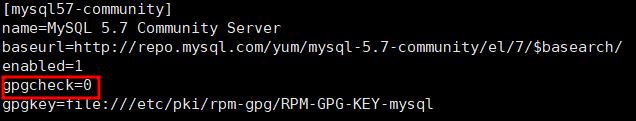 [mysql57-community]
name=MySQL 5.7 Community Server
baseurl=http://repo.mysql.com/yum/mysql-5.7-community/el/7/$basearch/
enabled=1
gpgcheck=0
gpgkey=file:///etc/pki/rpm-gpg/RPM-GPG-KEY-mysql